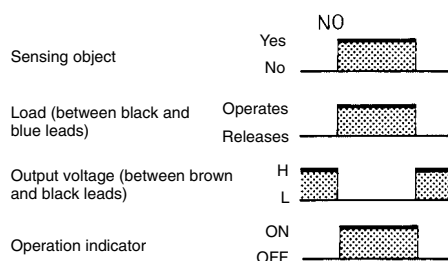 NO
Sensing object
Yes
No
Load (between black and
blue leads)
Operates
Releases
Output voltage (between brown
and black leads)
H
L
Operation indicator
ON
OFF